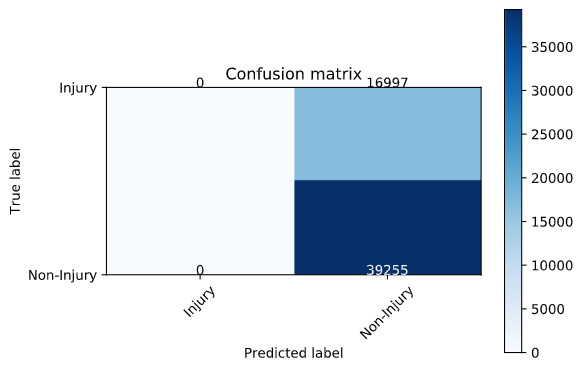 Confusion matrix
Injury 0 16997
Non-Injury 0 39255
True label
Injury Non-Injury
Predicted label
35000
30000
25000
20000
15000
10000
5000
0